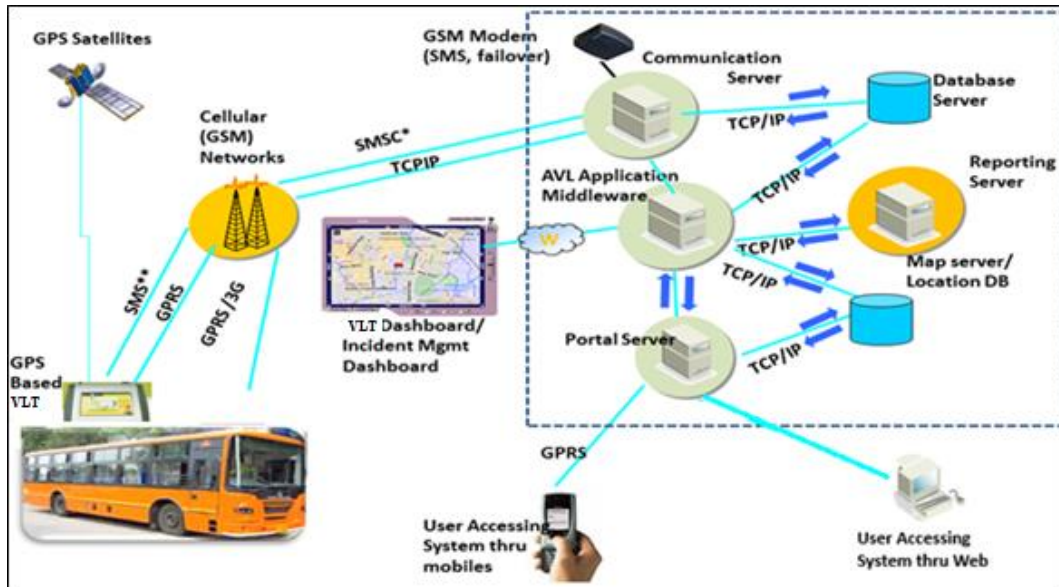 GPS Satellites
GSM Modem
(SMS, failover)
Communication
Server
Database
Server
Cellular
(GSM)
Networks
SMSC*
TCPIP
TCP/IP
AVL Application
Middleware
TCP/IP
Reporting
Server
W
TCP/IP
Map server/
Location DB
TCP/IP
SMS**
GPRS
GPRS/3G
VLT Dashboard/
Incident Mgmt
Dashboard
Portal Server
TCP/IP
GPS
Based
VLT
GPRS
User Accessing
System thru
mobiles
User Accessing
System thru Web